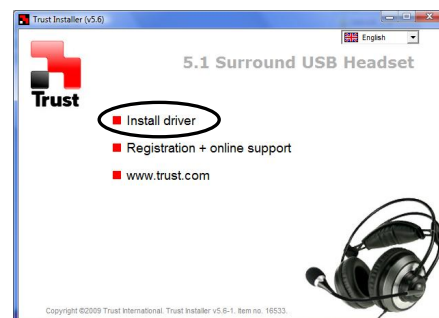 Trust Installer (v5.6)
English
5.1 Surround USB Headset
Trust
Install driver
Registration + online support
www.trust.com
Copyright ©2009 Trust International. Trust Installer v5.6-1. Item no. 16533.